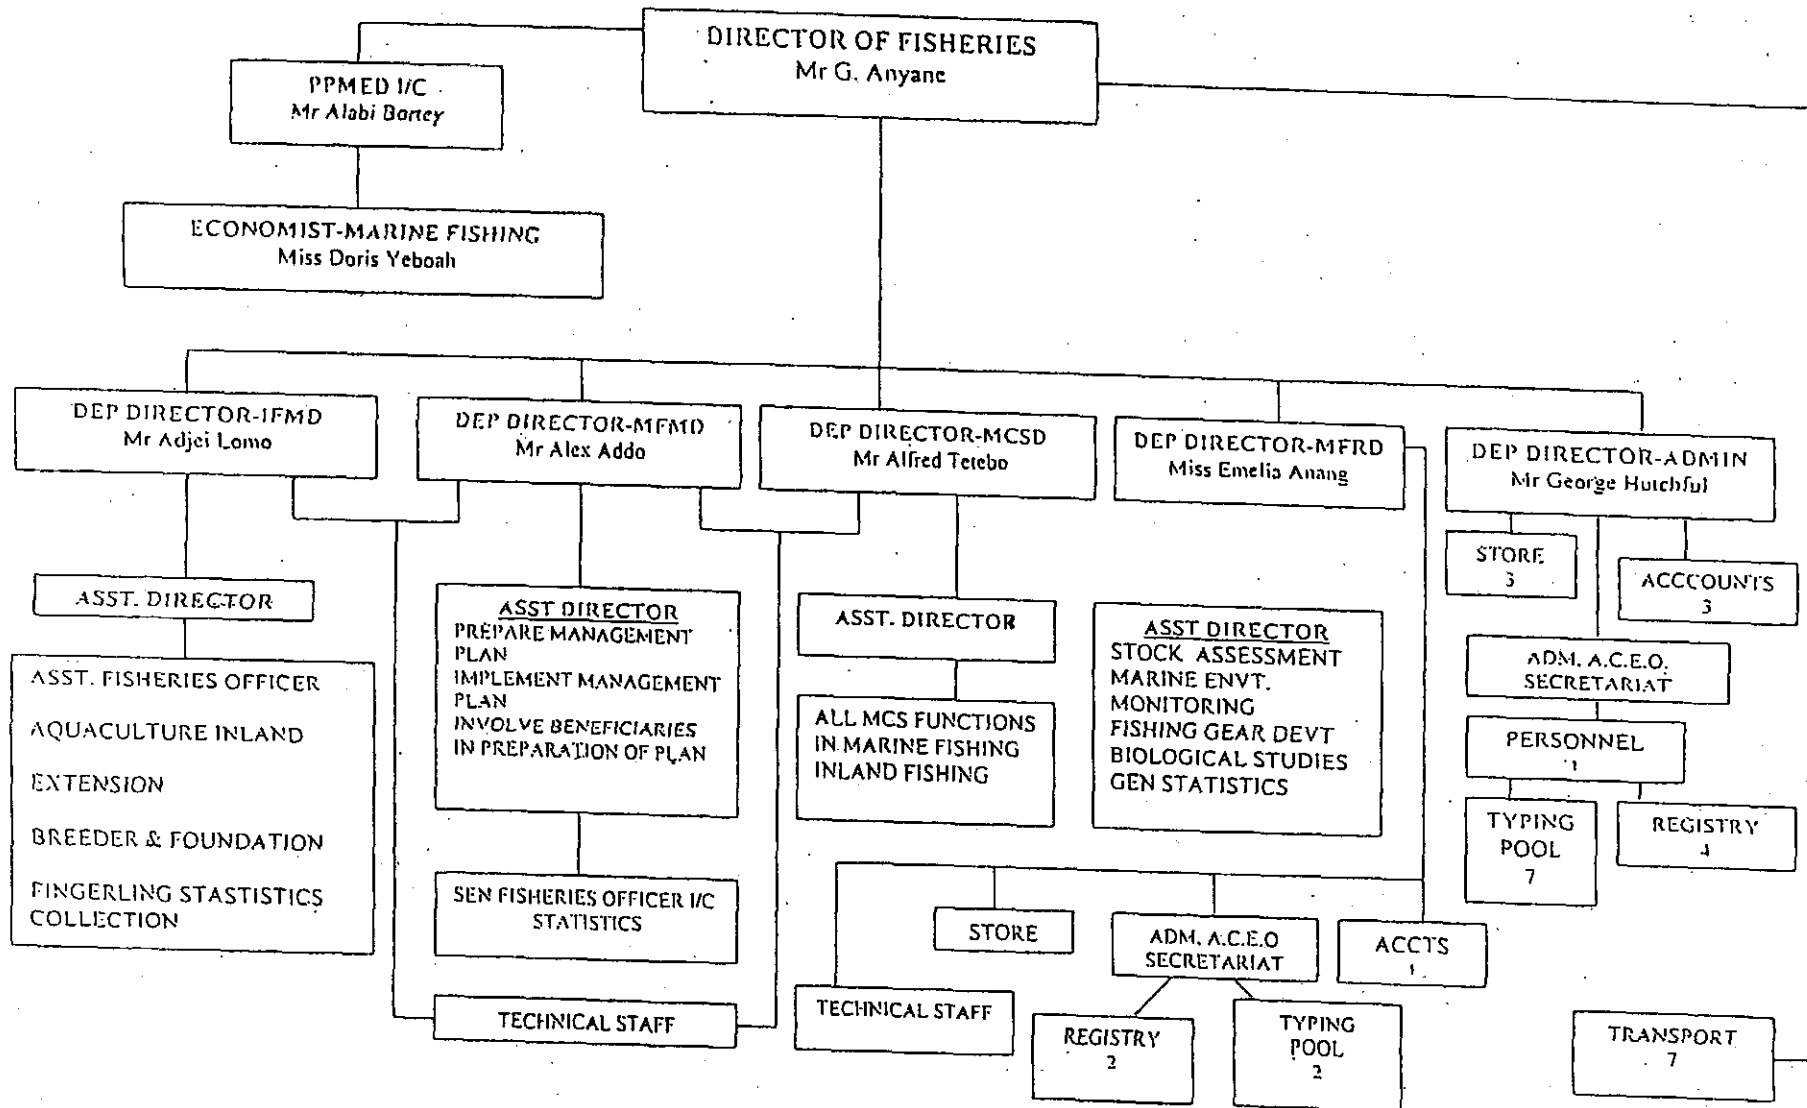 DIRECTOR OF FISHERIES
Mr G. Anyane
PPMED I/C
Mr Alabi Bortey
ECONOMIST-MARINE FISHING
Miss Doris Yeboah
DEP DIRECTOR-IFMD
Mr Adjei Lomo
DEP DIRECTOR-MFMD
Mr Alex Addo
DEP DIRECTOR-MCSD
Mr Alfred Tetebo
DEP DIRECTOR-MFRD
Miss Emelia Anang
DEP DIRECTOR-ADMIN
Mr George Hutchful
STORE
3
ACCCOUNTS
3
ASST. DIRECTOR
ASST DIRECTOR
PREPARE MANAGEMENT
PLAN
IMPLEMENT MANAGEMENT
PLAN
INVOLVE BENEFICIARIES
IN PREPARATION OF PLAN
ASST. DIRECTOR
ASST DIRECTOR
STOCK ASSESSMENT
MARINE ENVT.
MONITORING
FISHING GEAR DEVT
BIOLOGICAL STUDIES
GEN STATISTICS
ADM. A.C.E.O.
SECRETARIAT
ASST. FISHERIES OFFICER
AQUACULTURE INLAND
EXTENSION
BREEDER & FOUNDATION
FINGERLING STASTISTICS
COLLECTION
ALL MCS FUNCTIONS
IN MARINE FISHING
INLAND FISHING
PERSONNEL
TYPING
POOL
7
REGISTRY
4
SEN FISHERIES OFFICER I/C
STATISTICS
STORE
ADM. A.C.E.O
SECRETARIAT
ACCTS
1
TECHNICAL STAFF
TECHNICAL STAFF
REGISTRY
2
TYPING
POOL
2
TRANSPORT
7